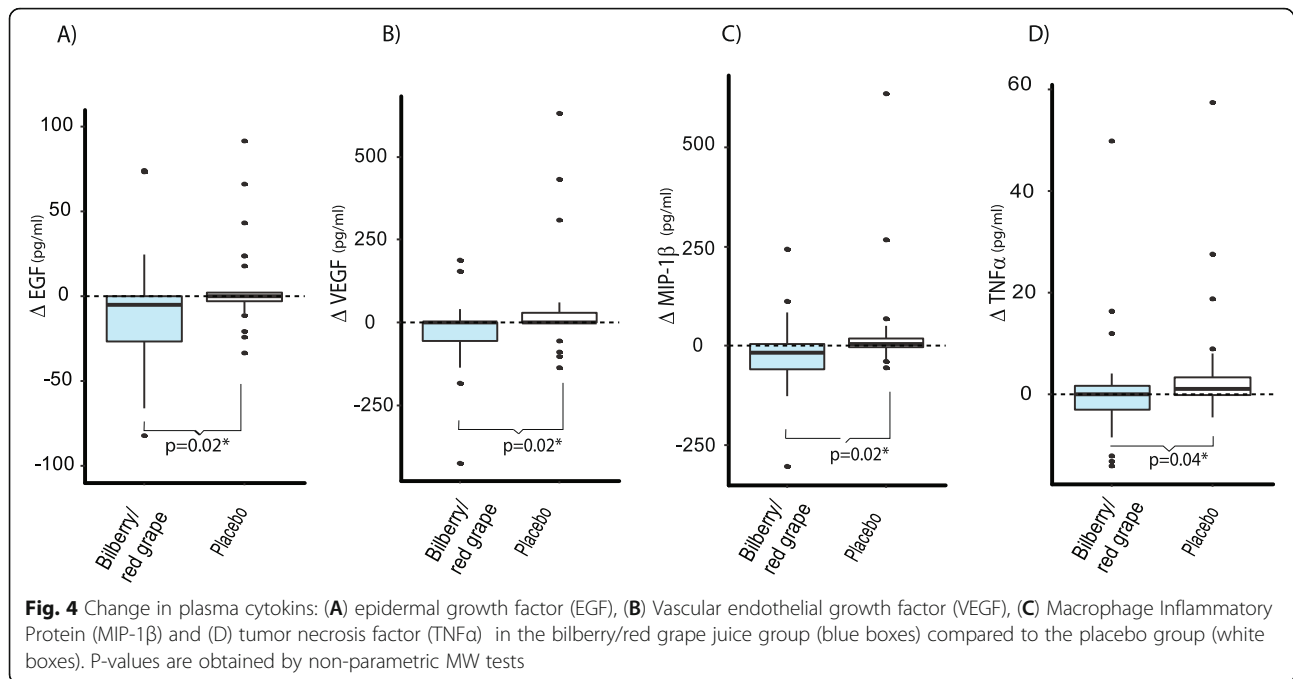 A)
B)
C)
D)
Δ EGF (pg/ml)
100
50
0
-50
-100
p=0.02*
Bilberry/
red grape
Placebo
Δ VEGF (pg/ml)
500
250
0
-250
p=0.02*
Bilberry/
red grape
Placebo
Δ MIP-1β (pg/ml)
500
250
0
-250
p=0.02*
Bilberry/
red grape
Placebo
Δ TNFα (pg/ml)
60
40
20
0
p=0.04*
Bilberry/
red grape
Placebo
Fig. 4 Change in plasma cytokins: (A) epidermal growth factor (EGF), (B) Vascular endothelial growth factor (VEGF), (C) Macrophage Inflammatory
Protein (MIP-1β) and (D) tumor necrosis factor (TNFα) in the bilberry/red grape juice group (blue boxes) compared to the placebo group (white
boxes). P-values are obtained by non-parametric MW tests